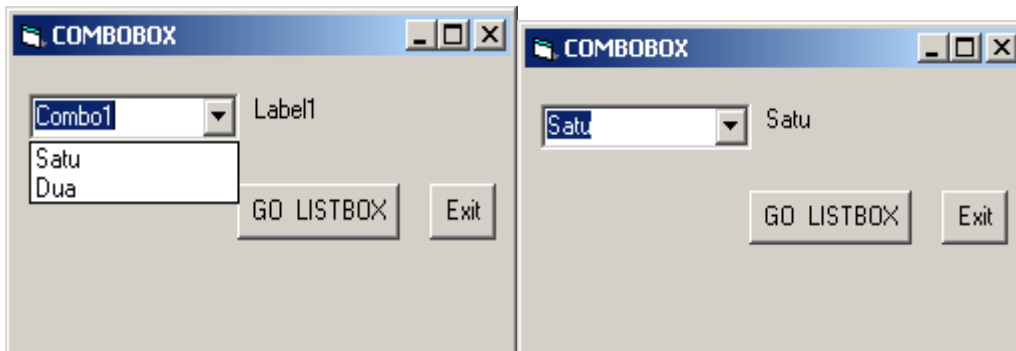 COMBOBOX
Combo1
Label1
Satu
Dua
GO LISTBOX
Exit
COMBOBOX
Satu
Satu
GO LISTBOX
Exit